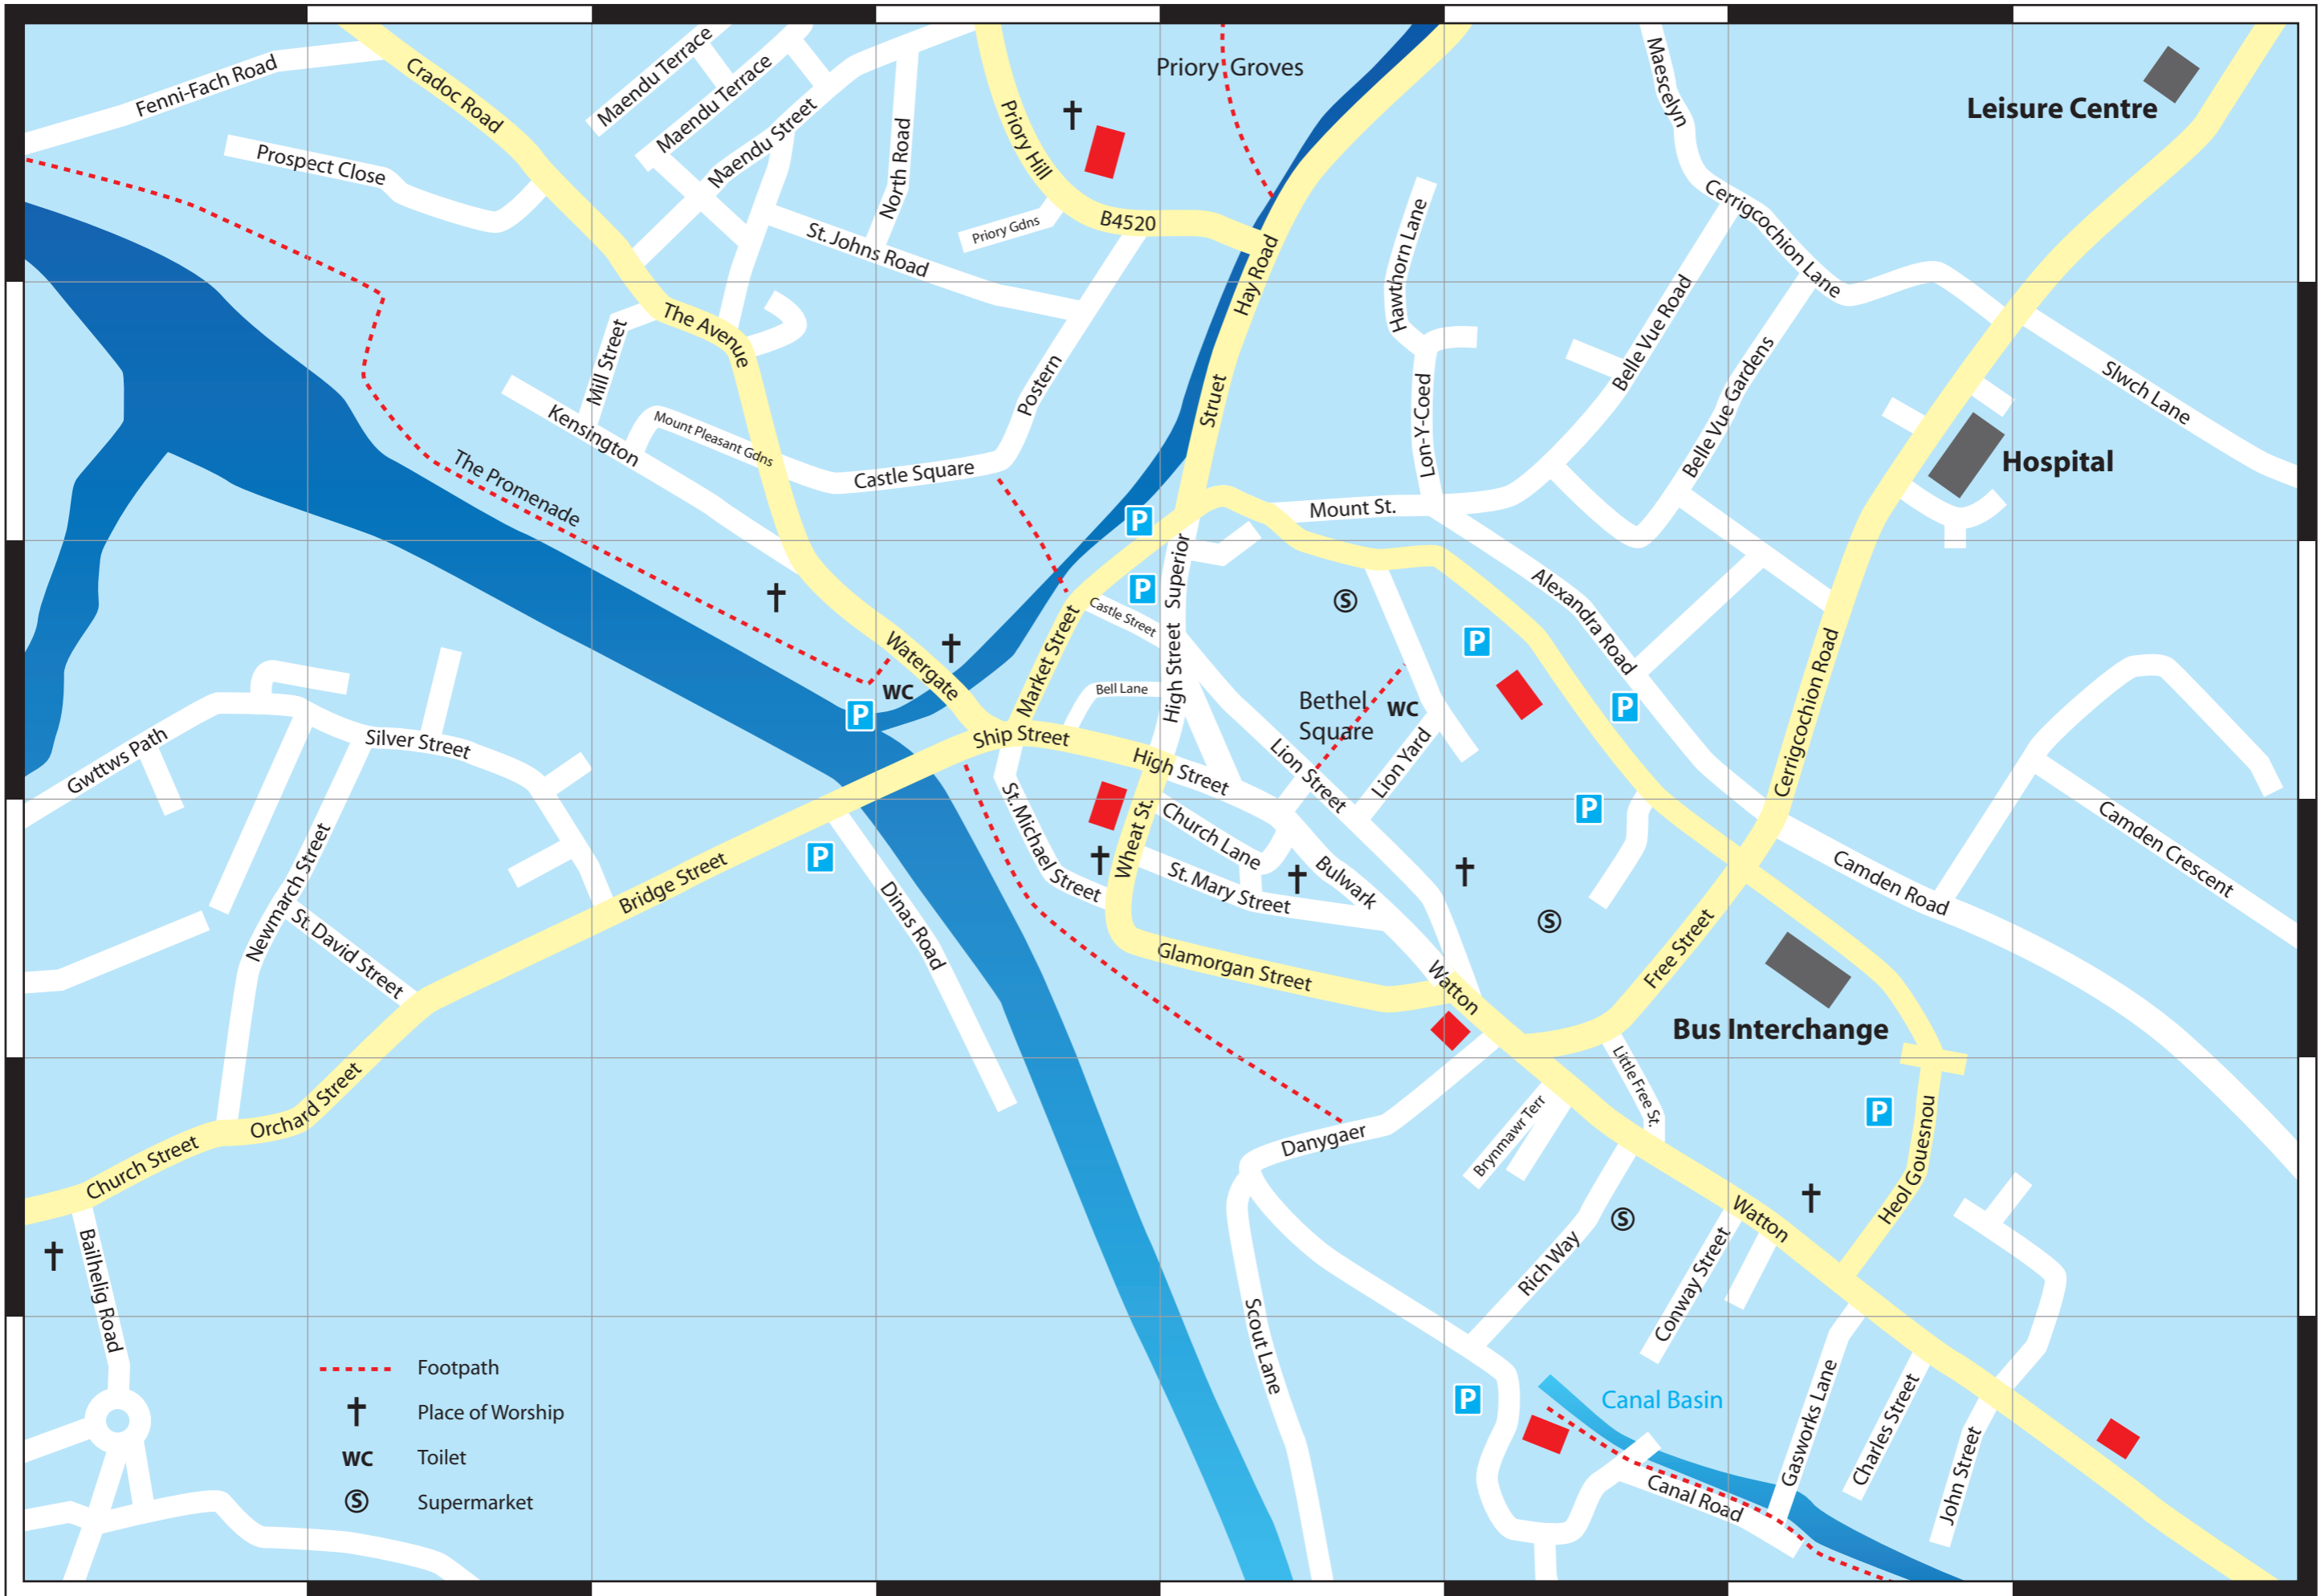 Maendu Terrace
Priory Groves
Fenni-Fach Road
Cradoc Road
Maendu Terrace
Maescelyn
Leisure Centre
Maendu Street
Priory Hill
Prospect Close
North Road
Cerrigcochion Lane
B4520
Priory Gdns
St. Johns Road
Hay Road
Hawthorn Lane
The Avenue
Belle Vue Road
Mill Street
Postern
Struet
Belle Vue Gardens
Slwch Lane
Lon-Y-Coed
Kensington
Mount Pleasant Gdns
Castle Square
Hospital
The Promenade
P
Mount St.
Superior
P
Castle Street
S
Alexandra Road
Watergate
Market Street
High Street
P
Cerrigcochion Road
WC
Bell Lane
Bethel
Square
WC
P
P
Gwttws Path
Silver Street
Ship Street
High Street
Lion Street
Lion Yard
P
St. Michael Street
Wheat St.
Church Lane
Camden Crescent
Newmarch Street
P
Bridge Street
St. Mary Street
Bulwark
Camden Road
St. David Street
Dinas Road
S
Free Street
Glamorgan Street
Watton
Bus Interchange
Orchard Street
Little Free St.
P
Church Street
Danygaer
Brynmawr Terr
Heol Gouesnou
Watton
S
Bailhelig Road
Rich Way
Conway Street
Scout Lane
Footpath
P
Canal Basin
Gasworks Lane
Charles Street
Place of Worship
John Street
WC
Toilet
Canal Road
S
Supermarket